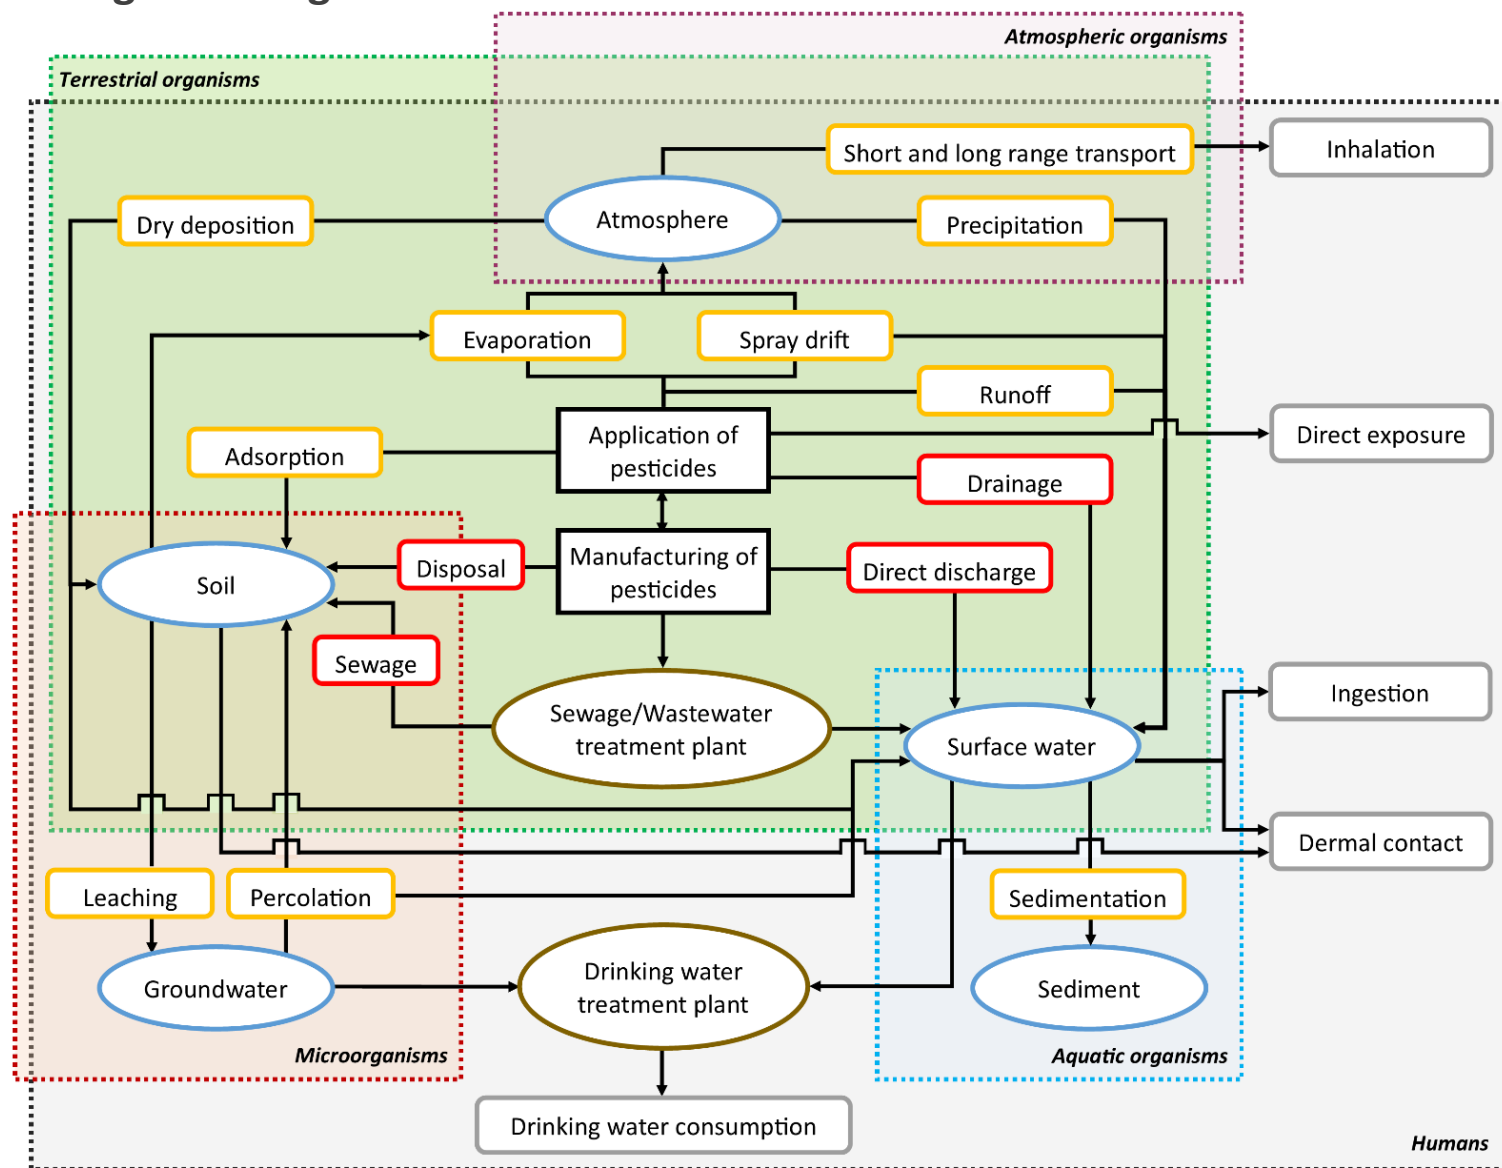 Atmospheric organisms
Terrestrial organisms
Short and long range transport
Inhalation
Dry deposition
Atmosphere
Precipitation
Evaporation
Spray drift
Runoff
Application of
pesticides
Direct exposure
Adsorption
Drainage
Manufacturing of
pesticides
Disposal
Direct discharge
Soil
Sewage
Ingestion
Sewage/Wastewater
treatment plant
Surface water
Dermal contact
Leaching
Percolation
Sedimentation
Drinking water
treatment plant
Groundwater
Sediment
Microorganisms
Aquatic organisms
Drinking water consumption
Humans